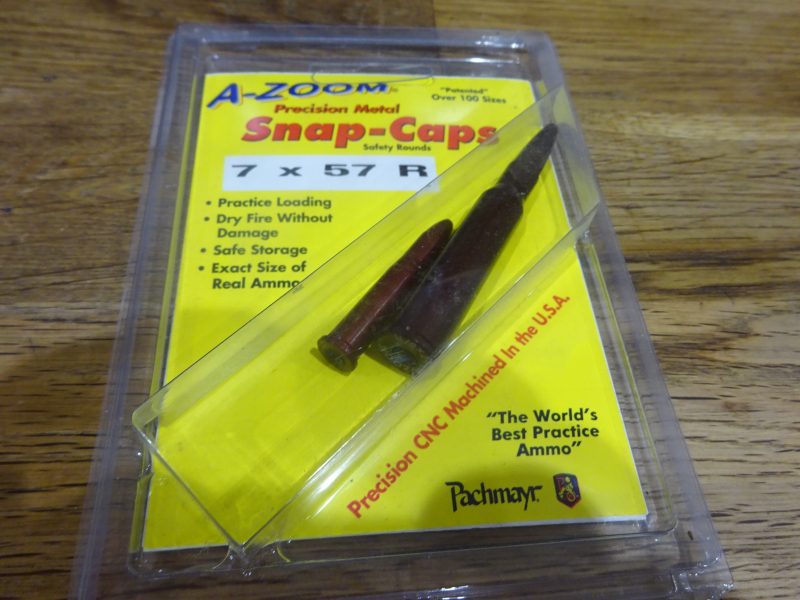 A-ZOOM
"Patented"
Over 100 Sizes
Precision Metal
Snap-Caps
Safety Rounds
7 x 57 R
• Practice Loading
• Dry Fire Without
Damage
• Safe Storage
• Exact Size of
Real Ammo
Precision CNC Machined In the U.S.A.
"The World's
Best Practice
Ammo"
Pachmayr